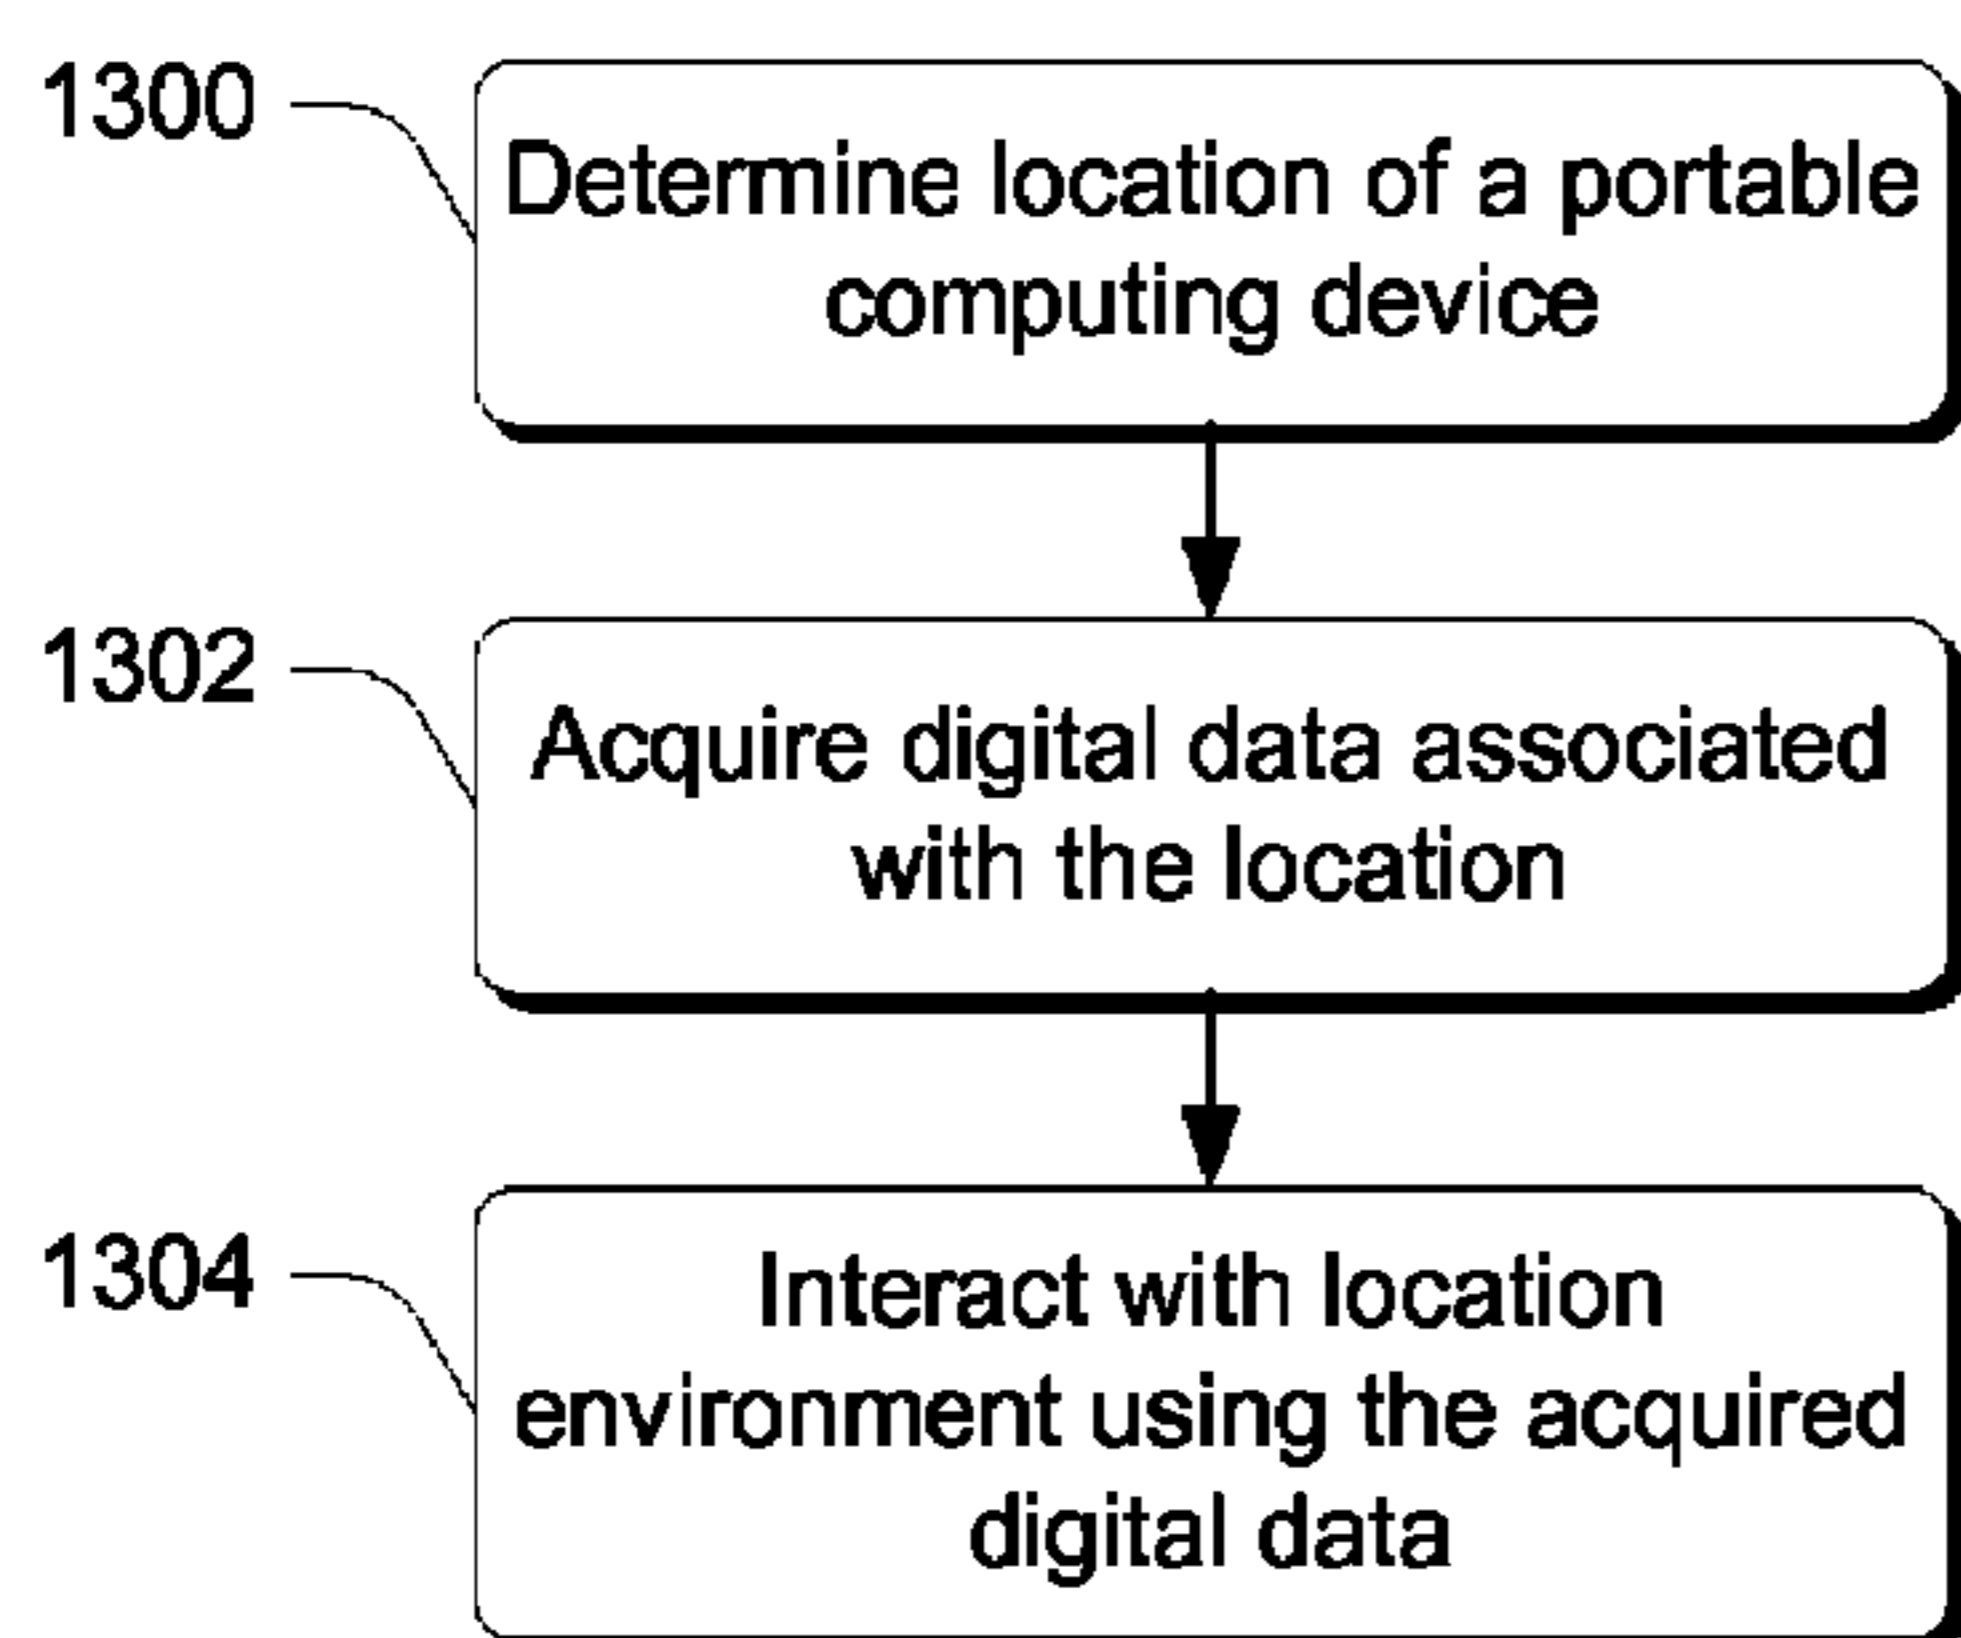 1300
Determine location of a portable
computing device
1302
Acquire digital data associated
with the location
1304
Interact with location
environment using the acquired
digital data